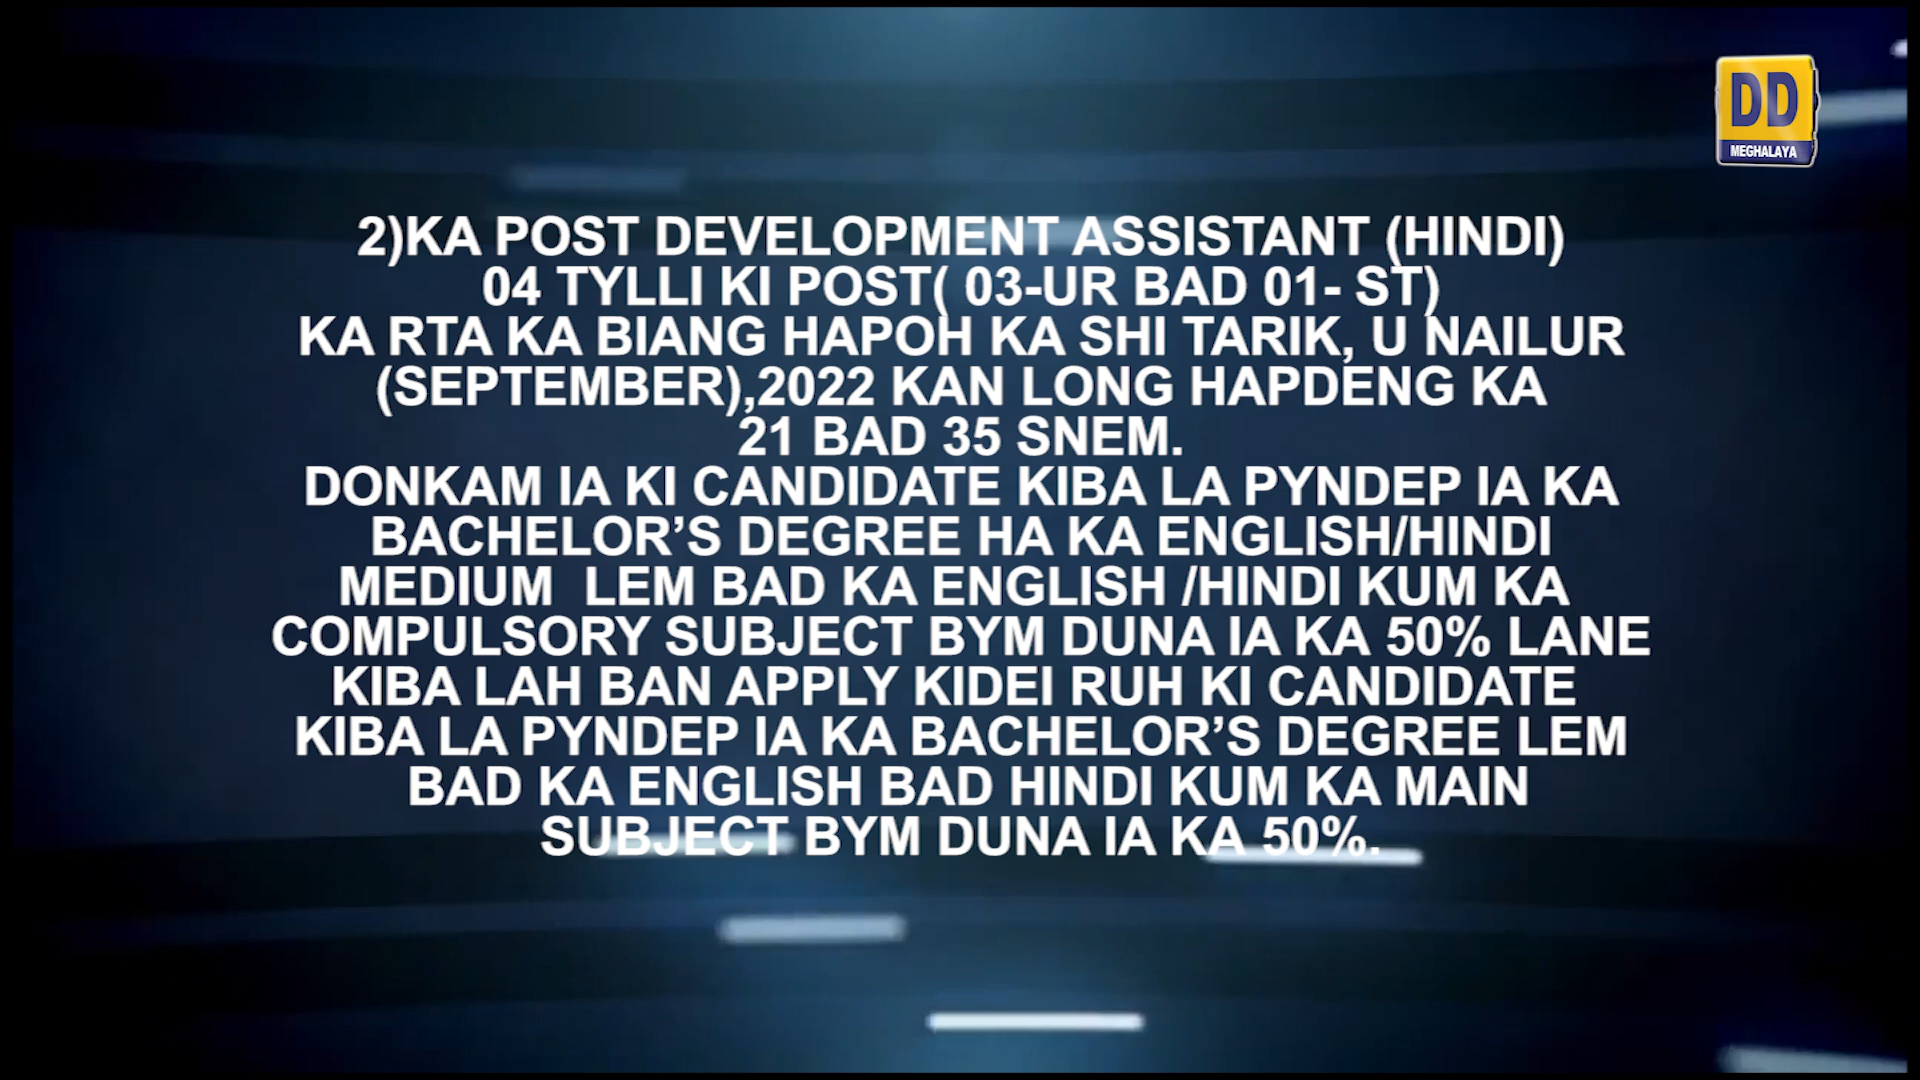 DD
MEGHALAYA
2)KA POST DEVELOPMENT ASSISTANT (HINDI)
04 TYLLI KI POST( 03-UR BAD 01- ST)
KA RTA KA BIANG HAPOH KA SHI TARIK, U NAILUR
(SEPTEMBER),2022 KAN LONG HAPDENG KA
21 BAD 35 SNEM.
DONKAM IA KI CANDIDATE KIBA LA PYNDEP IA KA
BACHELOR’S DEGREE HA KA ENGLISH/HINDI
MEDIUM  LEM BAD KA ENGLISH /HINDI KUM KA
COMPULSORY SUBJECT BYM DUNA IA KA 50% LANE
KIBA LAH BAN APPLY KIDEI RUH KI CANDIDATE
KIBA LA PYNDEP IA KA BACHELOR’S DEGREE LEM
BAD KA ENGLISH BAD HINDI KUM KA MAIN
SUBJECT BYM DUNA IA KA 50%.